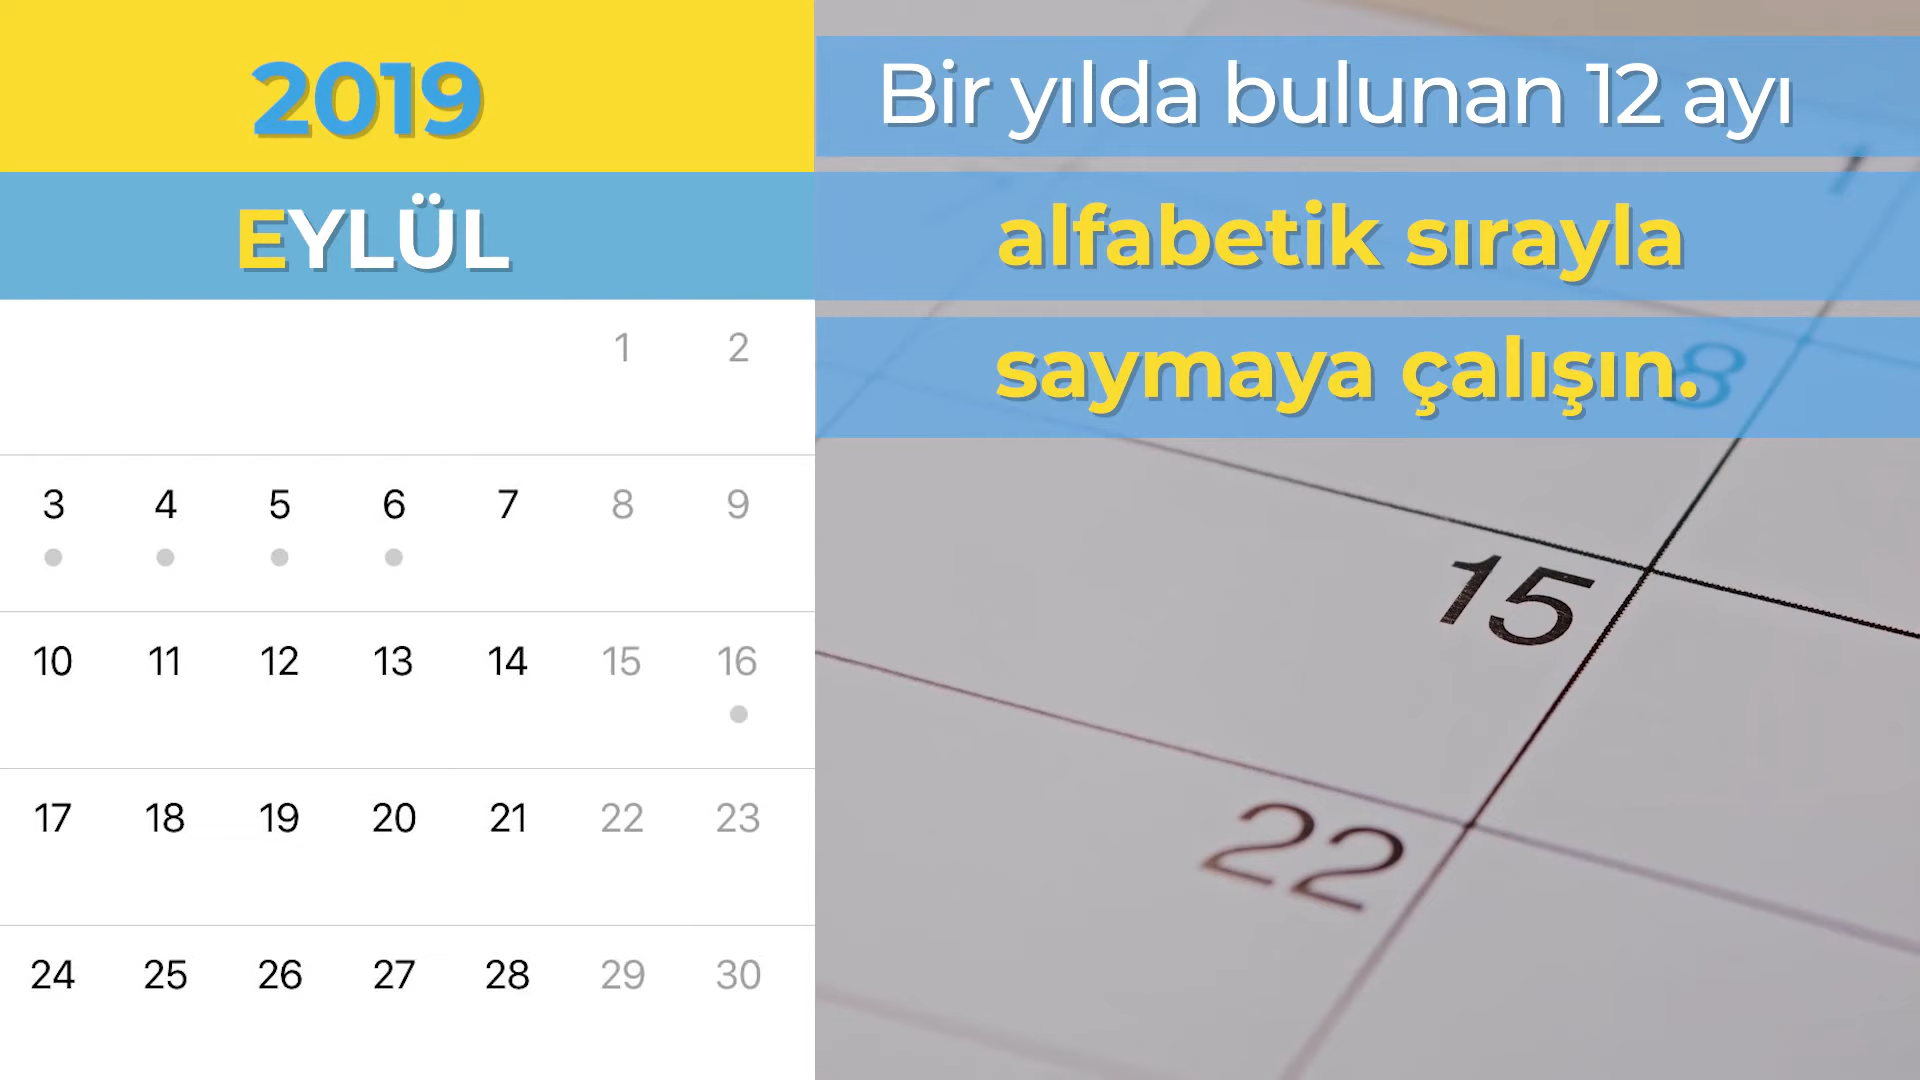 2019
EYLÜL
1 2
3 4 5 6 7 8 9
10 11 12 13 14 15 16
17 18 19 20 21 22 23
24 25 26 27 28 29 30
Bir yılda bulunan 12 ayı
alfabetik sırayla
saymaya çalışın.
1
8
15
22